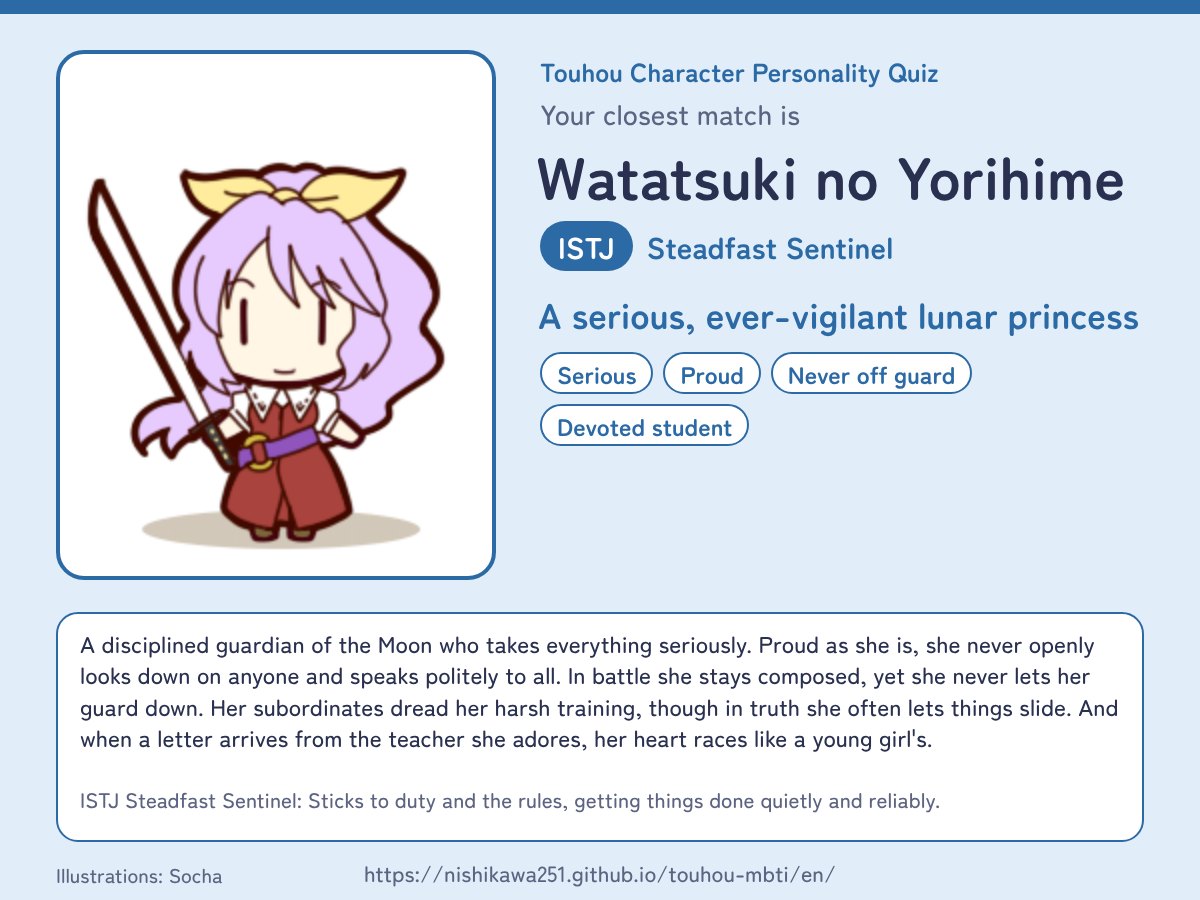 Touhou Character Personality Quiz
Your closest match is
Watatsuki no Yorihime
ISTJ Steadfast Sentinel
A serious, ever-vigilant lunar princess
Serious Proud Never off guard
Devoted student
A disciplined guardian of the Moon who takes everything seriously. Proud as she is, she never openly
looks down on anyone and speaks politely to all. In battle she stays composed, yet she never lets her
guard down. Her subordinates dread her harsh training, though in truth she often lets things slide. And
when a letter arrives from the teacher she adores, her heart races like a young girl's.
ISTJ Steadfast Sentinel: Sticks to duty and the rules, getting things done quietly and reliably.
Illustrations: Socha https://nishikawa251.github.io/touhou-mbti/en/